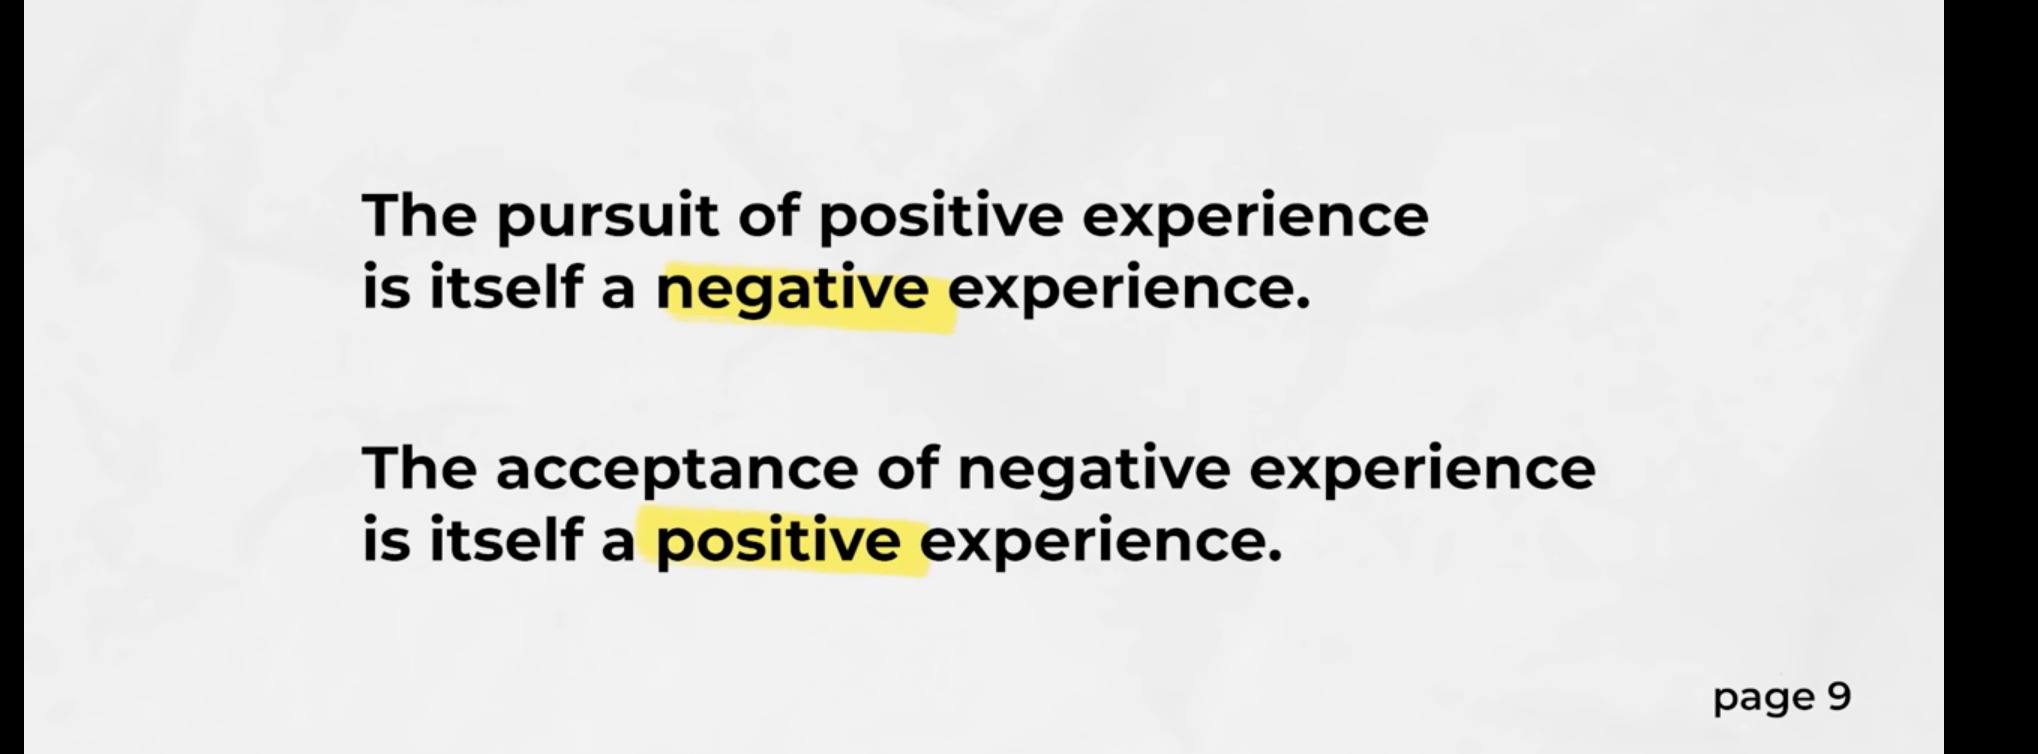 The pursuit of positive experience
is itself a negative experience.
The acceptance of negative experience
is itself a positive experience.
page 9